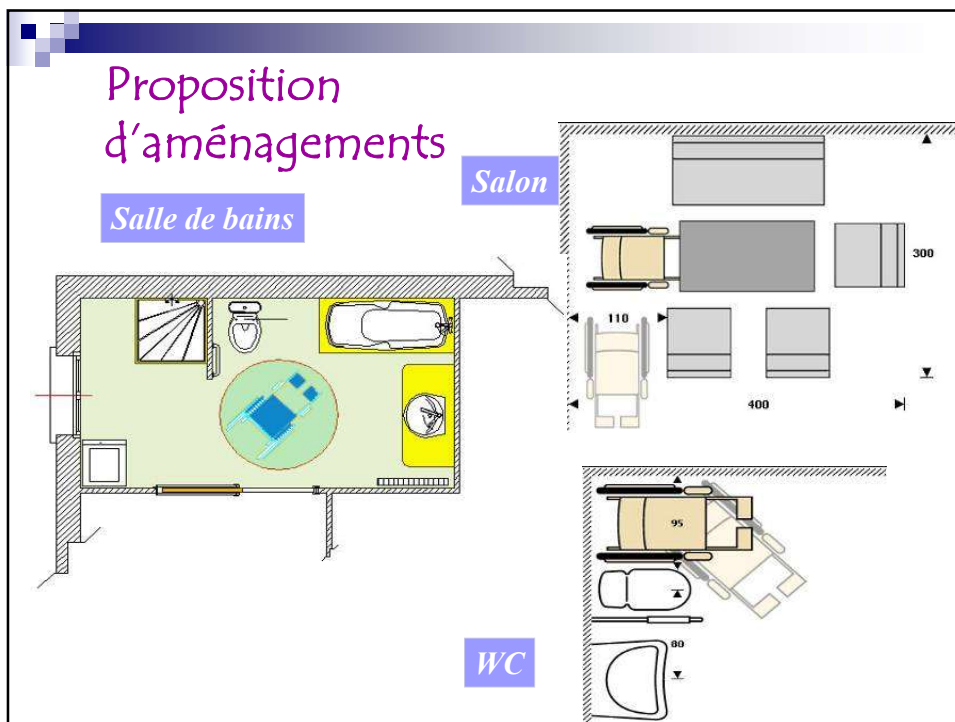 Proposition
d'aménagements
Salon
Salle de bains
300
110
400
95
80
WC